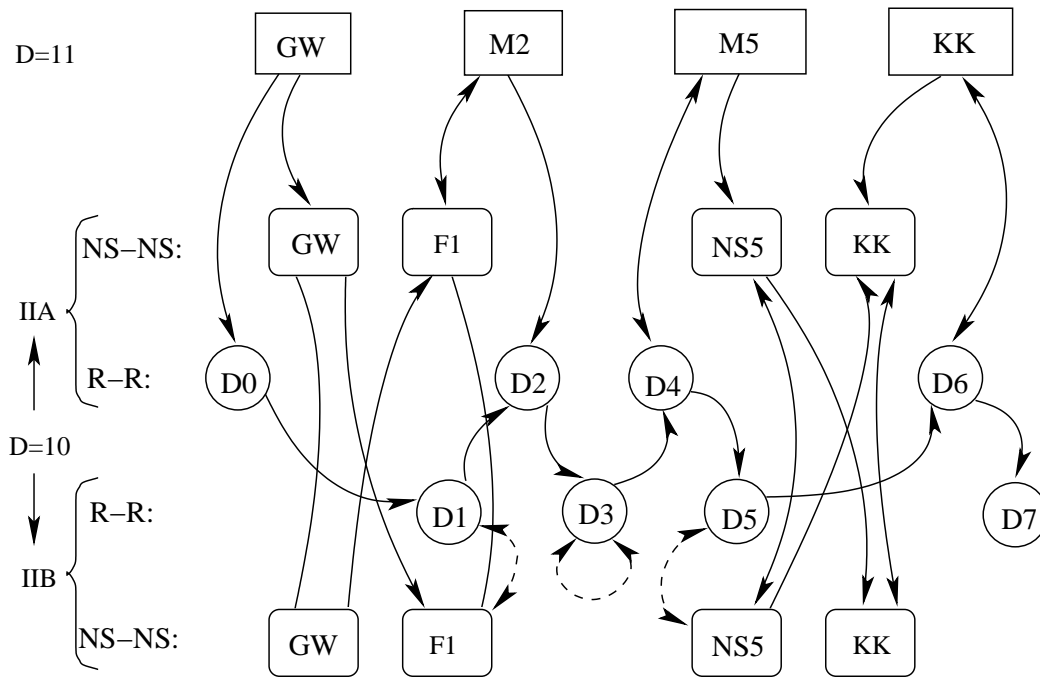 D=11
GW M2 M5 KK
NS–NS: GW F1 NS5 KK
IIA
R–R: D0 D2 D4 D6
D=10
R–R: D1 D3 D5 D7
IIB
NS–NS: GW F1 NS5 KK